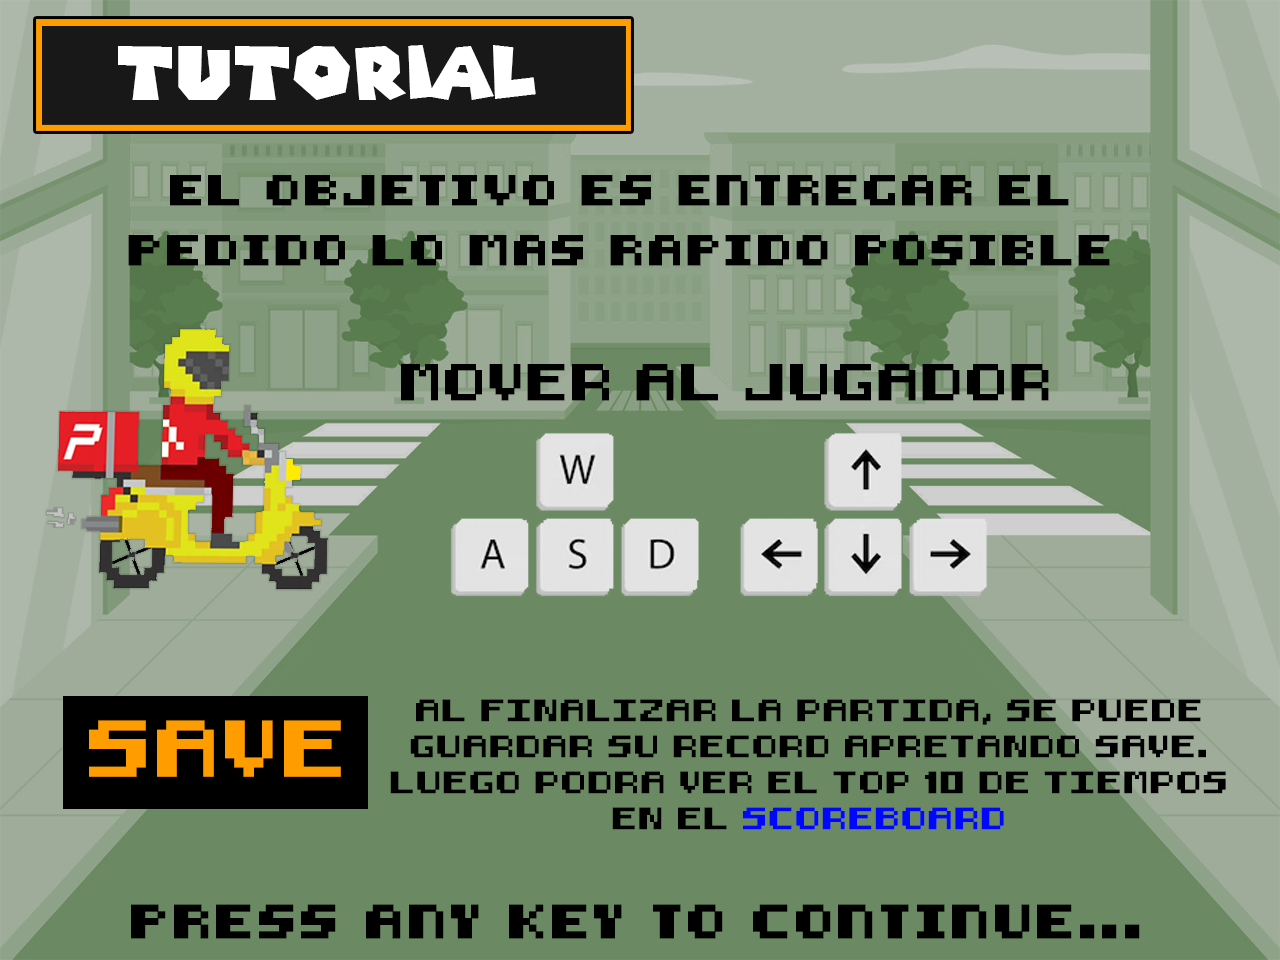 TUTORIAL
EL OBJETIVO ES ENTREGAR EL
PEDIDO LO MAS RAPIDO POSIBLE
MOVER AL JUGADOR
W ↑
A S D ← ↓ →
P
SAVE
AL FINALIZAR LA PARTIDA, SE PUEDE
GUARDAR SU RECORD APRETANDO SAVE.
LUEGO PODRA VER EL TOP 10 DE TIEMPOS
EN EL SCOREBOARD
PRESS ANY KEY TO CONTINUE...